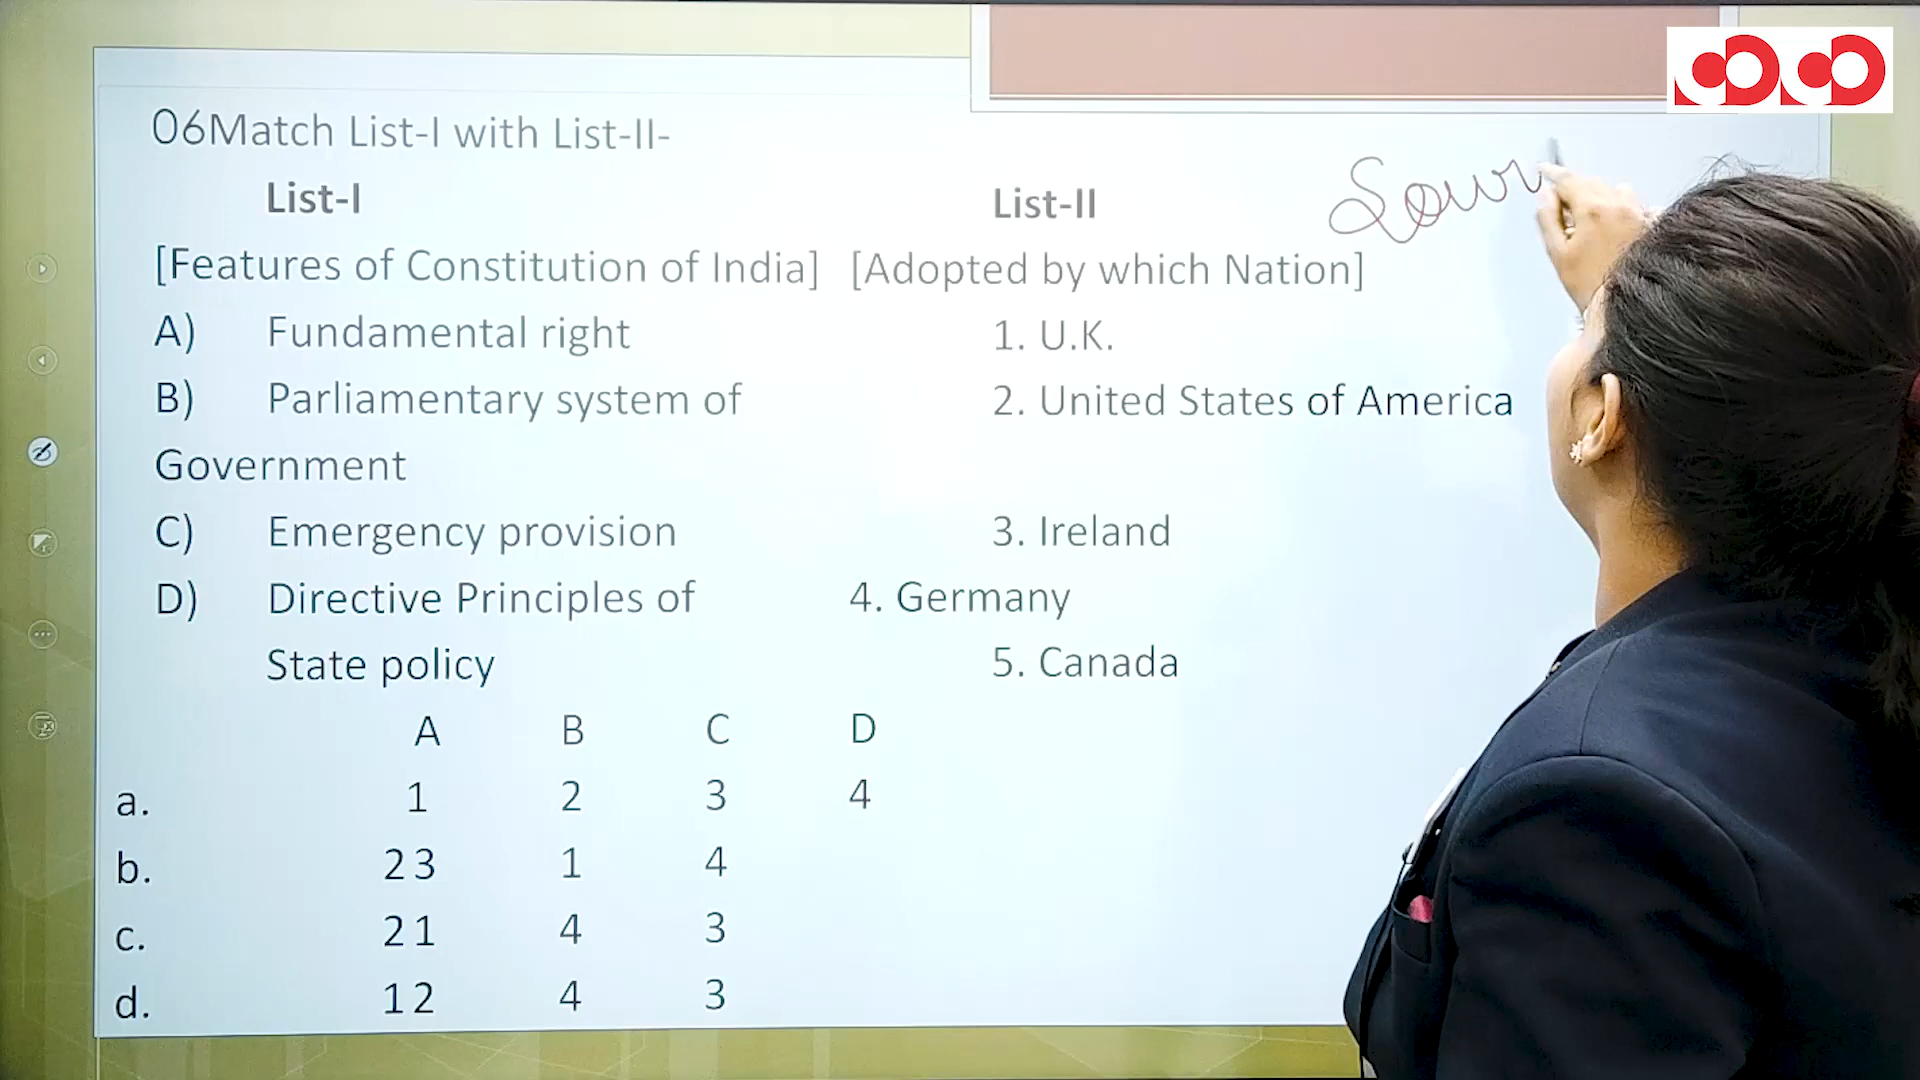 06Match List-I with List-II-
List-I List-II
[Features of Constitution of India] [Adopted by which Nation]
A) Fundamental right 1. U.K.
B) Parliamentary system of 2. United States of America
Government
C) Emergency provision 3. Ireland
D) Directive Principles of 4. Germany
State policy 5. Canada
A B C D
a. 1 2 3 4
b. 2 3 1 4
c. 2 1 4 3
d. 1 2 4 3